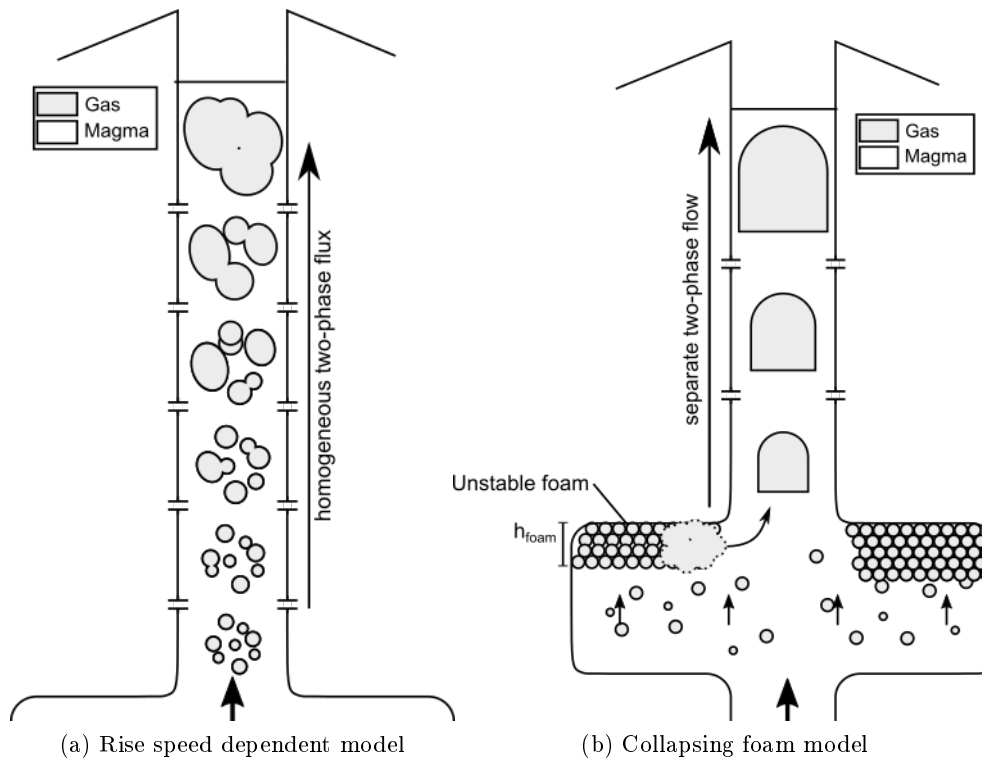 Gas
Magma
homogeneous two-phase flux
(a) Rise speed dependent model
Gas
Magma
separate two-phase flow
Unstable foam
hfoam
(b) Collapsing foam model